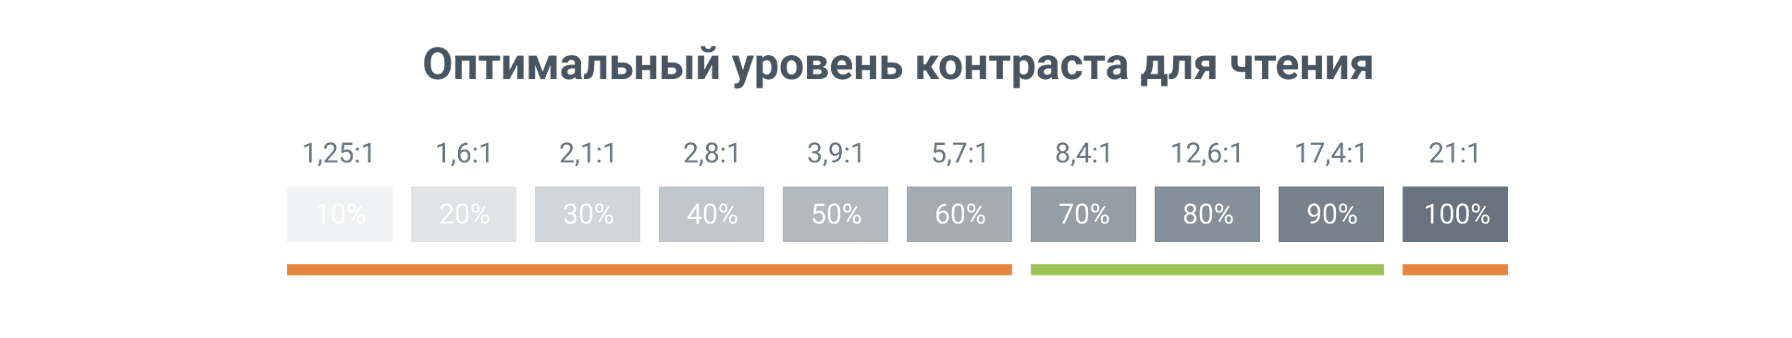 Оптимальный уровень контраста для чтения
1,25:1 1,6:1 2,1:1 2,8:1 3,9:1 5,7:1 8,4:1 12,6:1 17,4:1 21:1
10% 20% 30% 40% 50% 60% 70% 80% 90% 100%